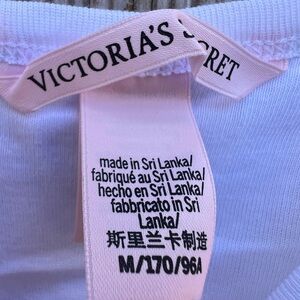 VICTORIA'S S RET
made in Sri Lanka/
fabriqué au Sri Lanka/
hecho en Sri Lanka/
fabbricato in Sri
Lanka/
斯里兰卡制造
M/170/96A